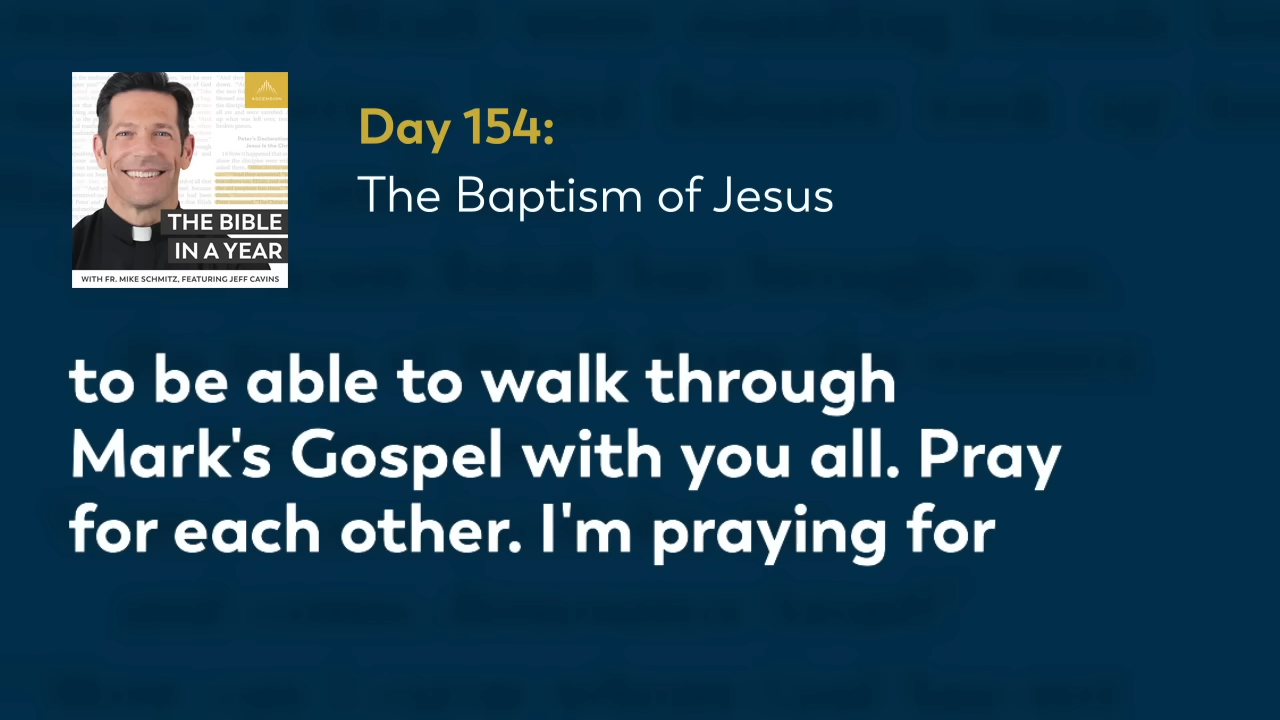 ASCENSION
THE BIBLE
IN A YEAR
WITH FR. MIKE SCHMITZ, FEATURING JEFF CAVINS
Day 154:
The Baptism of Jesus
to be able to walk through
Mark's Gospel with you all. Pray
for each other. I'm praying for